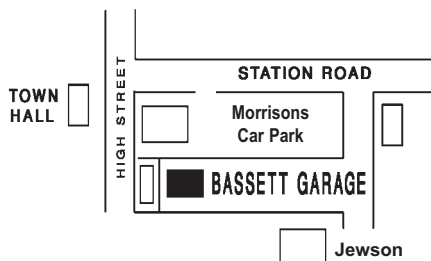 STATION ROAD
HIGH STREET
TOWN
HALL
Morrisons
Car Park
BASSETT GARAGE
Jewson